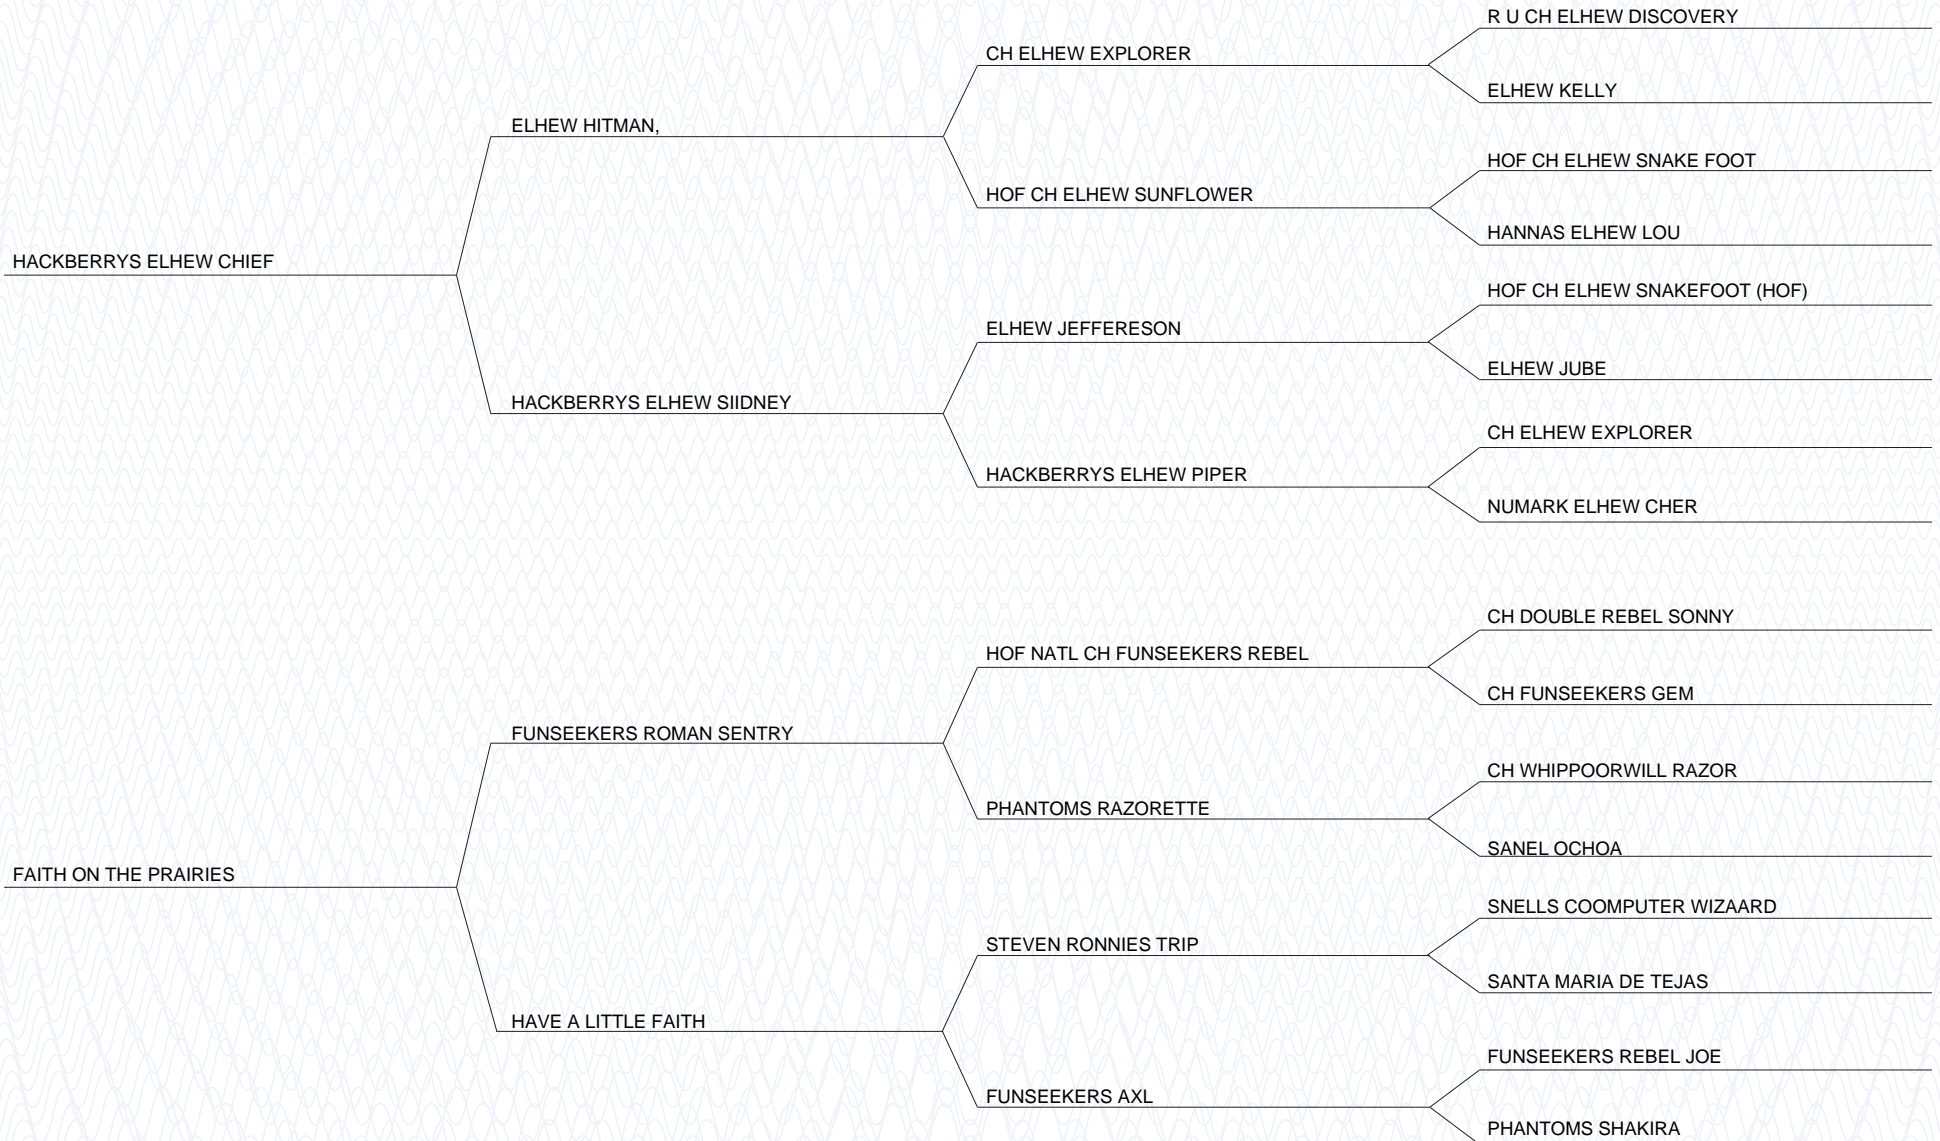 R U CH ELHEW DISCOVERY
CH ELHEW EXPLORER
ELHEW KELLY
ELHEW HITMAN,
HOF CH ELHEW SNAKE FOOT
HOF CH ELHEW SUNFLOWER
HANNAS ELHEW LOU
HACKBERRYS ELHEW CHIEF
HOF CH ELHEW SNAKEFOOT (HOF)
ELHEW JEFFERESON
ELHEW JUBE
HACKBERRYS ELHEW SIIDNEY
CH ELHEW EXPLORER
HACKBERRYS ELHEW PIPER
NUMARK ELHEW CHER
CH DOUBLE REBEL SONNY
HOF NATL CH FUNSEEKERS REBEL
CH FUNSEEKERS GEM
FUNSEEKERS ROMAN SENTRY
CH WHIPPOORWILL RAZOR
PHANTOMS RAZORETTE
SANEL OCHOA
FAITH ON THE PRAIRIES
SNELLS COOMPUTER WIZAARD
STEVEN RONNIES TRIP
SANTA MARIA DE TEJAS
HAVE A LITTLE FAITH
FUNSEEKERS REBEL JOE
FUNSEEKERS AXL
PHANTOMS SHAKIRA